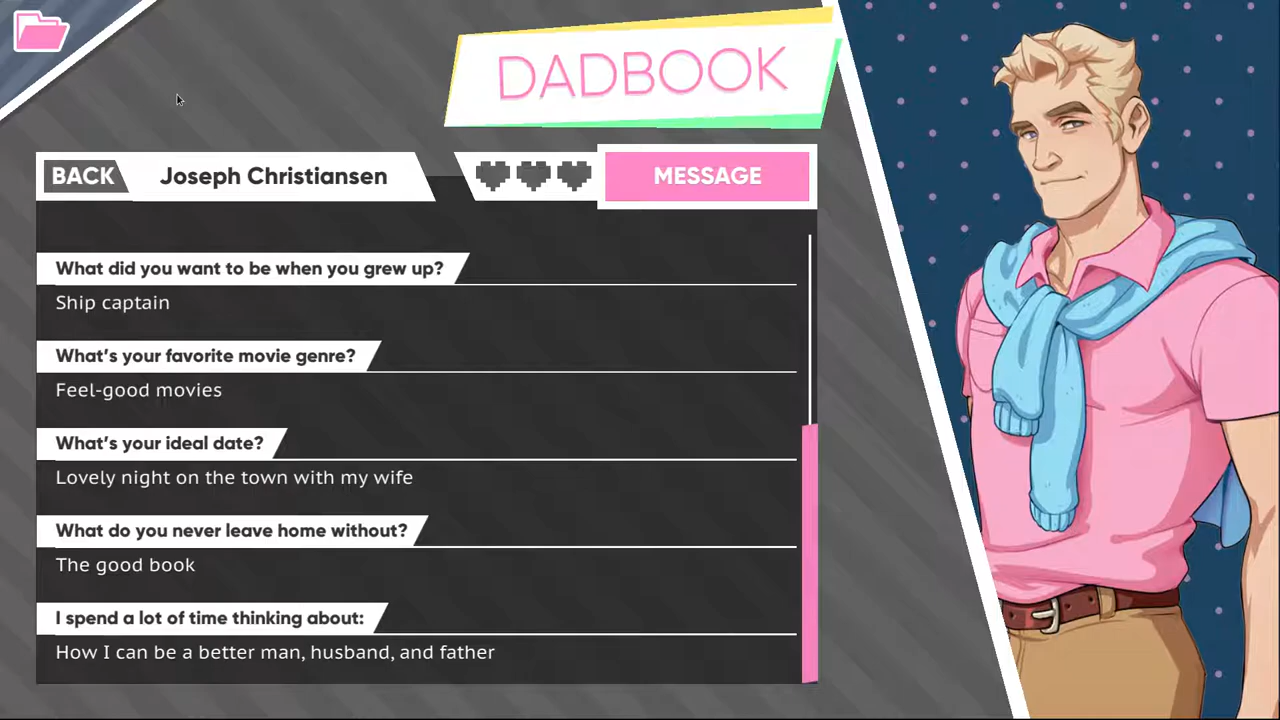 DADBOOK
BACK
Joseph Christiansen
MESSAGE
What did you want to be when you grew up?
Ship captain
What's your favorite movie genre?
Feel-good movies
What's your ideal date?
Lovely night on the town with my wife
What do you never leave home without?
The good book
I spend a lot of time thinking about:
How I can be a better man, husband, and father